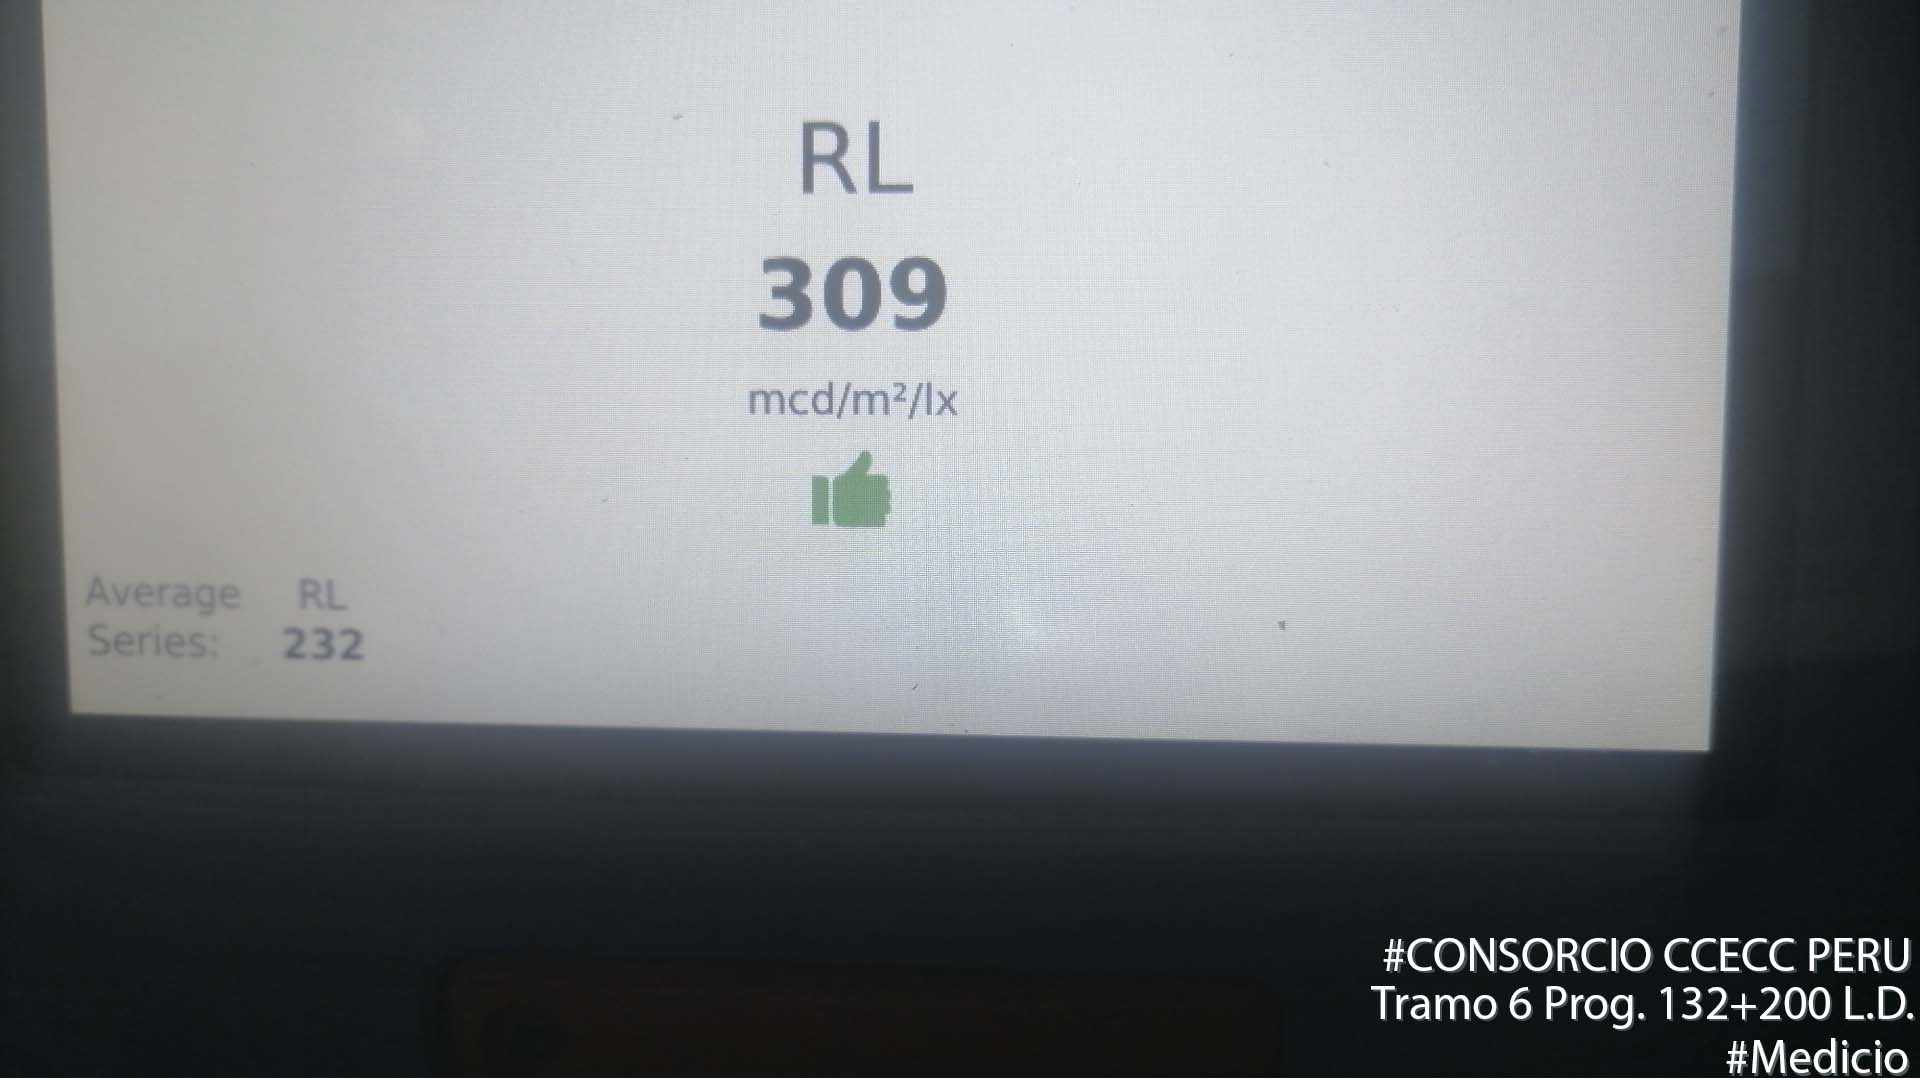 RL
309
mcd/m²/lx
Average RL
Series: 232
#CONSORCIO CCECC PERU
Tramo 6 Prog. 132+200 L.D.
#Medicio